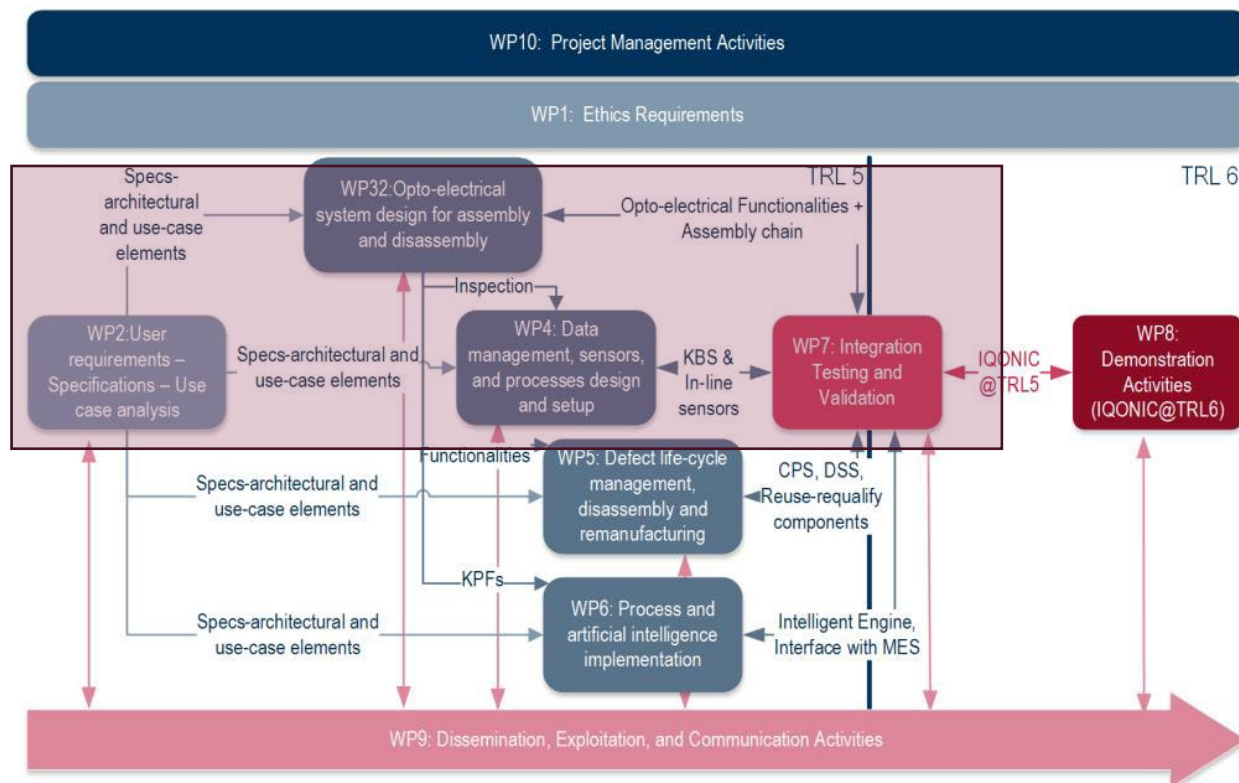 WP10: Project Management Activities
WP1: Ethics Requirements
TRL 5
TRL 6
Specs-
architectural
and use-case
elements
WP32:Opto-electrical
system design for
assembly and
disassembly
Opto-electrical Functionalities +
Assembly chain
Inspection
WP2:User
requirements –
Specifications – Use
case analysis
Specs-architectural and
use-case elements
WP4: Data
management, sensors,
and processes design
and setup
KBS &
In-line
sensors
WP7: Integration
Testing and
Validation
IQONIC
@TRL5
WP8:
Demonstration
Activities
(IQONIC@TRL6)
Functionalities
Specs-architectural and
use-case elements
WP5: Defect life-cycle
management,
disassembly and
remanufacturing
CPS, DSS,
Reuse-requalify
components
KPFs
Specs-architectural and
use-case elements
WP6: Process and
artificial intelligence
implementation
Intelligent Engine,
Interface with MES
WP9: Dissemination, Exploitation, and Communication Activities